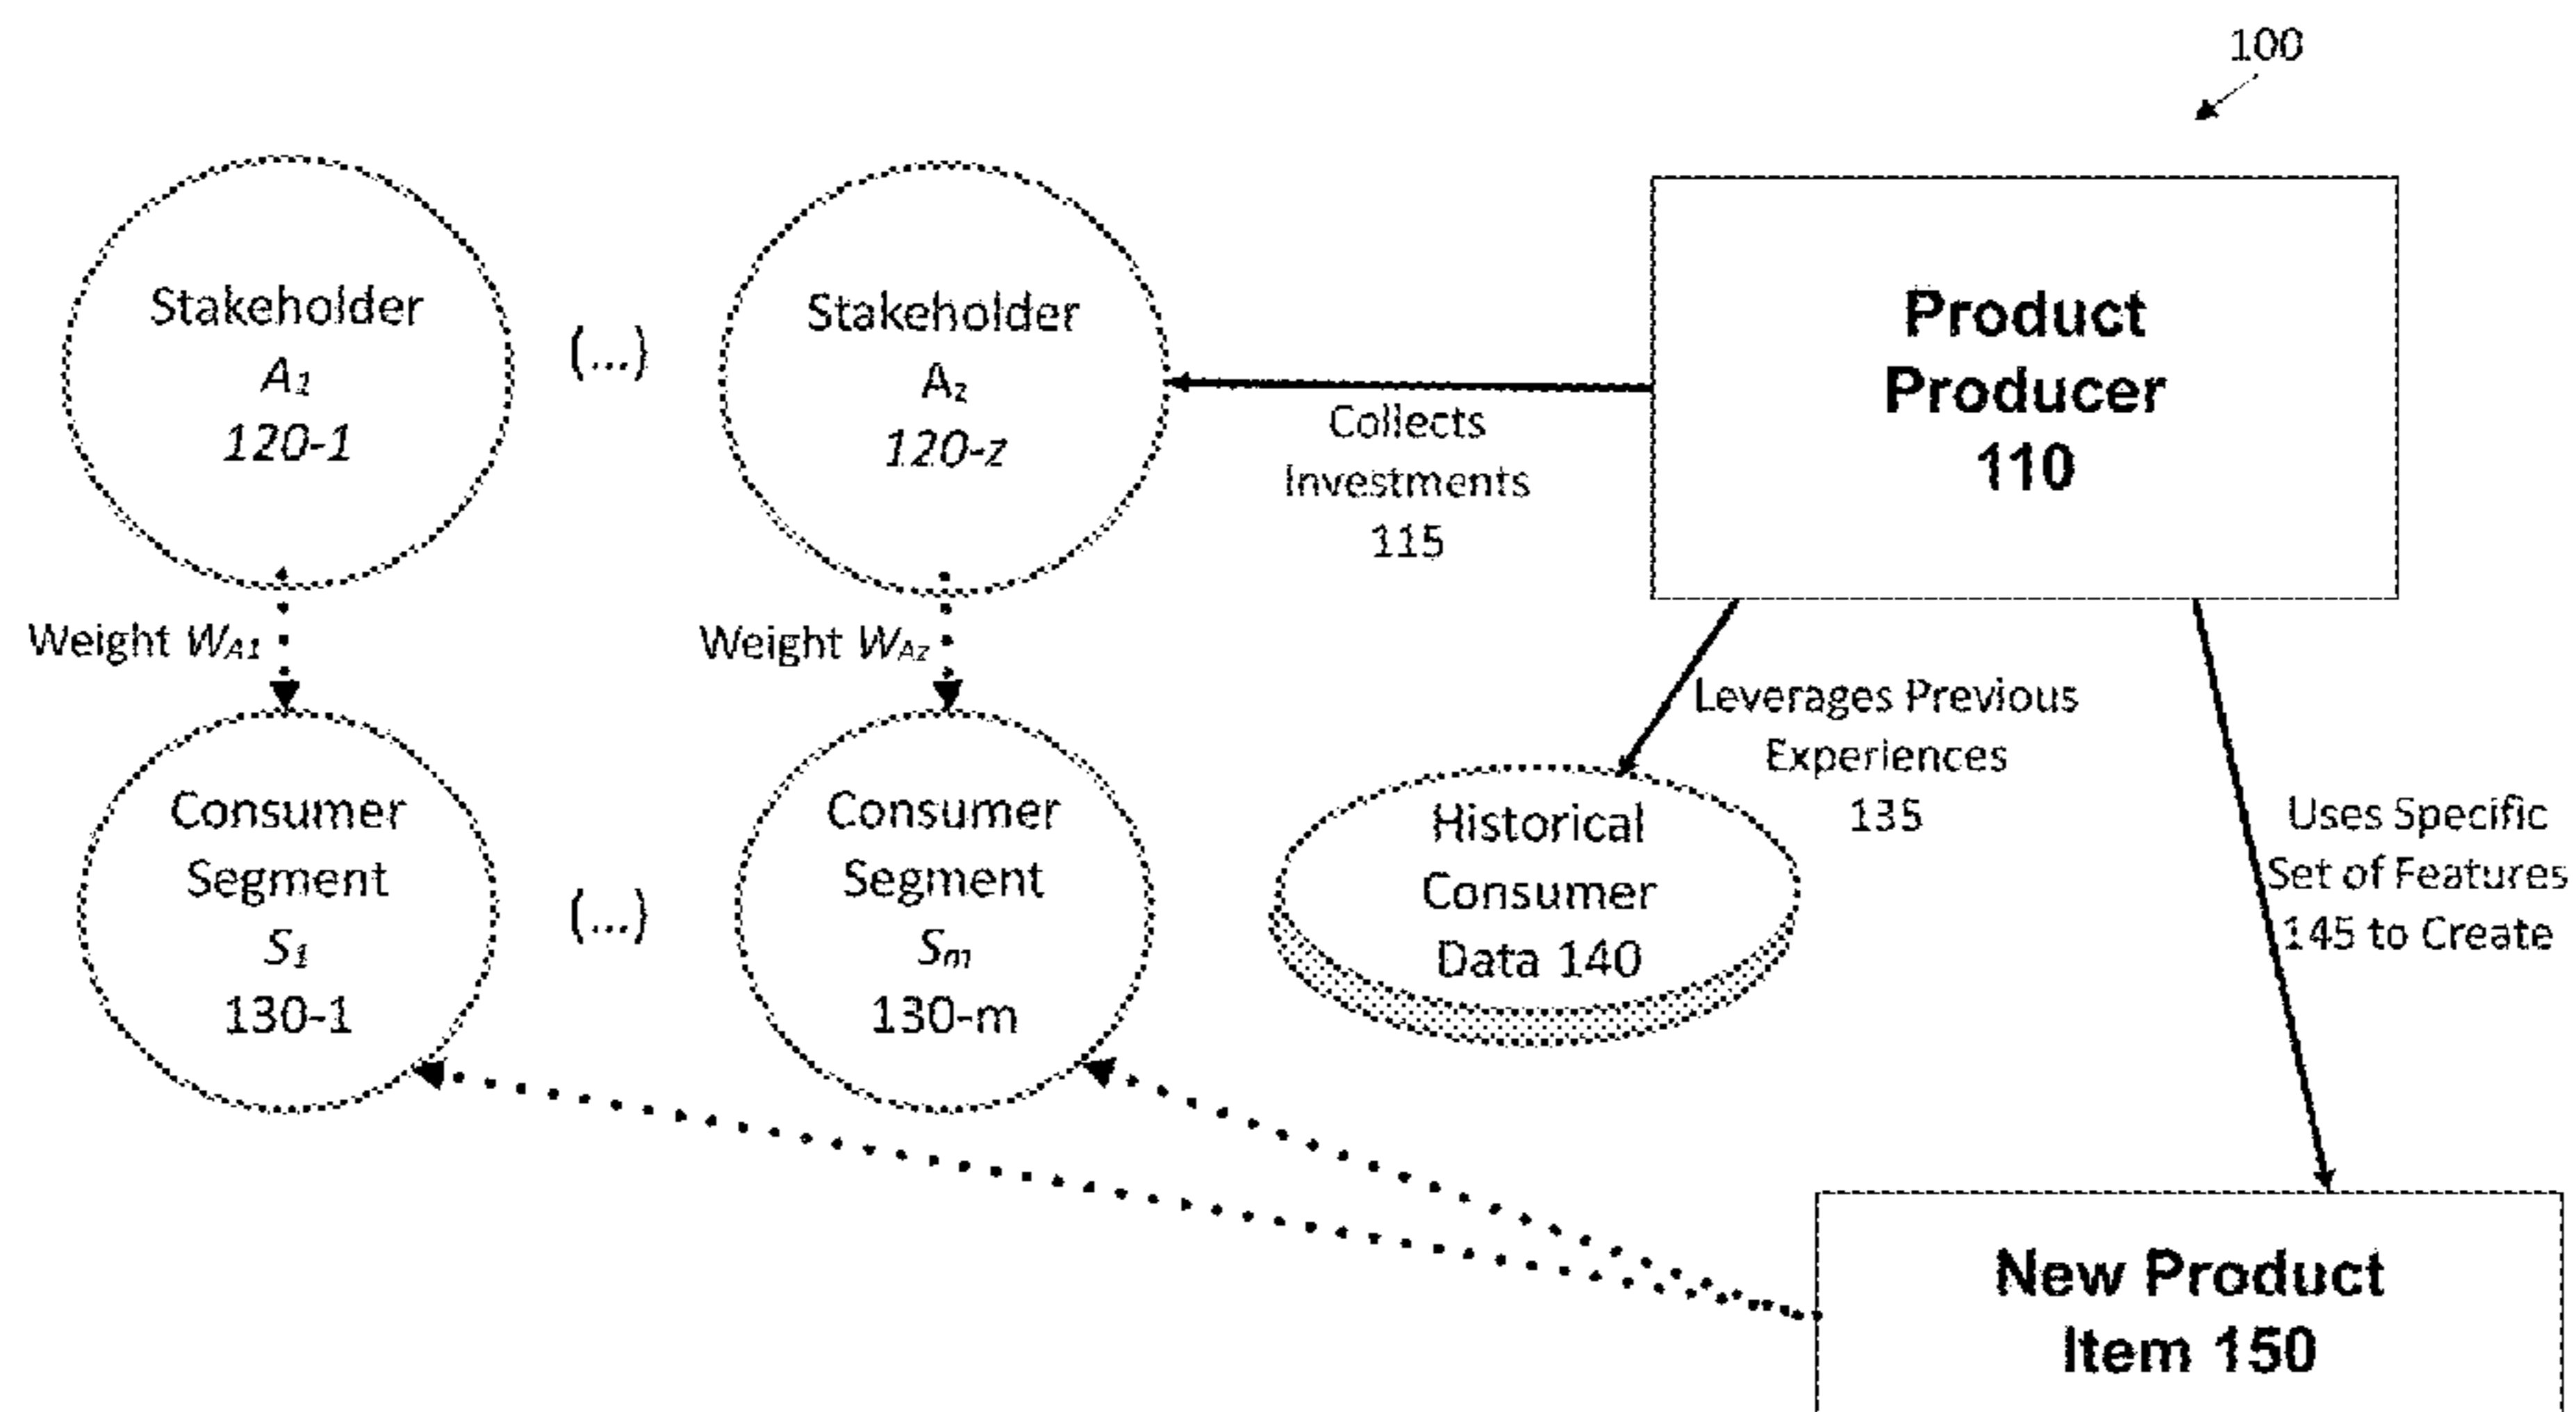 100
Stakeholder
A1
120-1
(...)
Stakeholder
Az
120-z
Collects
Investments
115
Product
Producer
110
Weight WA1
Weight WAz
Leverages Previous
Experiences
135
Uses Specific
Set of Features
145 to Create
Consumer
Segment
S1
130-1
(...)
Consumer
Segment
Sm
130-m
Historical
Consumer
Data 140
New Product
Item 150